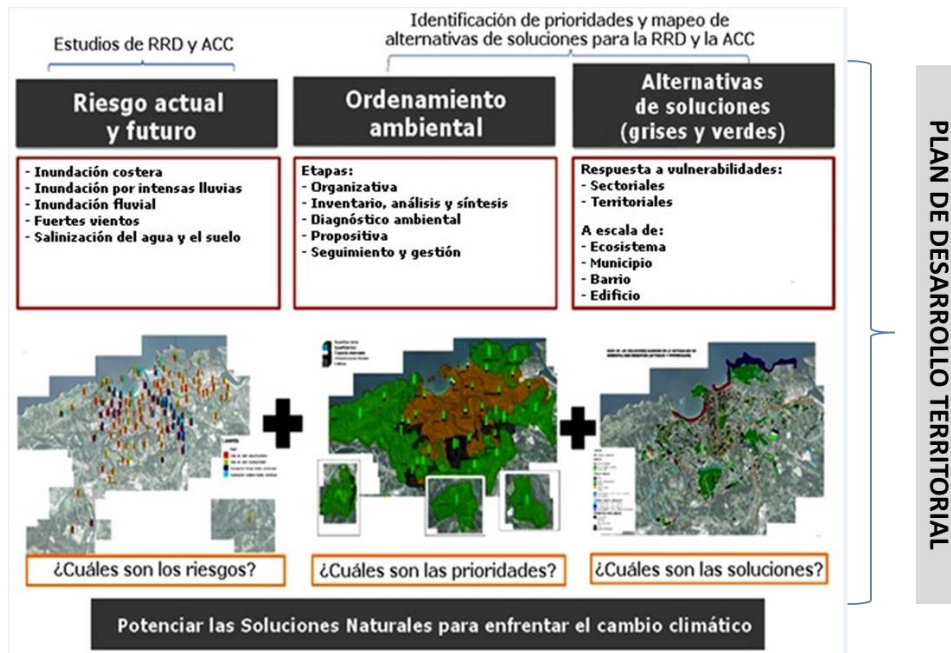 Estudios de RRD y ACC
Identificación de prioridades y mapeo de
alternativas de soluciones para la RRD y la ACC
Riesgo actual
y futuro
Ordenamiento
ambiental
Alternativas
de soluciones
(grises y verdes)
- Inundación costera
- Inundación por intensas lluvias
- Inundación fluvial
- Fuertes vientos
- Salinización del agua y el suelo
Etapas:
- Organizativa
- Inventario, análisis y síntesis
- Diagnóstico ambiental
- Propositiva
- Seguimiento y gestión
Respuesta a vulnerabilidades:
- Sectoriales
- Territoriales
A escala de:
- Ecosistema
- Municipio
- Barrio
- Edificio
¿Cuáles son los riesgos?
¿Cuáles son las prioridades?
¿Cuáles son las soluciones?
Potenciar las Soluciones Naturales para enfrentar el cambio climático
PLAN DE DESARROLLO TERRITORIAL